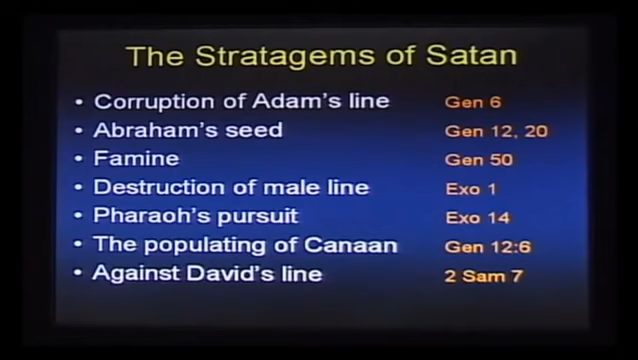 The Stratagems of Satan
• Corruption of Adam's line Gen 6
• Abraham's seed Gen 12, 20
• Famine Gen 50
• Destruction of male line Exo 1
• Pharaoh's pursuit Exo 14
• The populating of Canaan Gen 12:6
• Against David's line 2 Sam 7